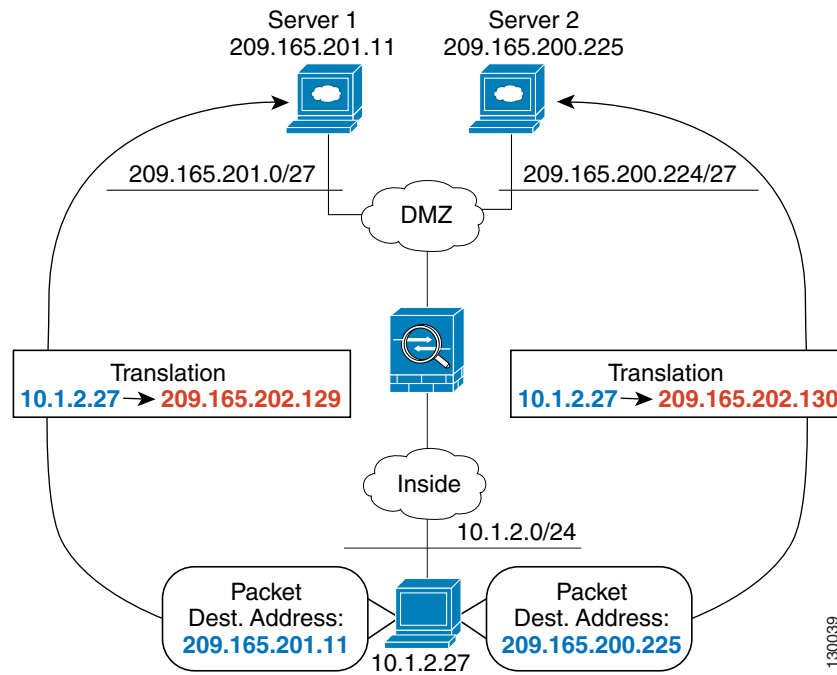 Server 1
209.165.201.11
Server 2
209.165.200.225
209.165.201.0/27
209.165.200.224/27
DMZ
Translation
10.1.2.27 → 209.165.202.129
Translation
10.1.2.27 → 209.165.202.130
Inside
10.1.2.0/24
Packet
Dest. Address:
209.165.201.11
Packet
Dest. Address:
209.165.200.225
10.1.2.27
130039